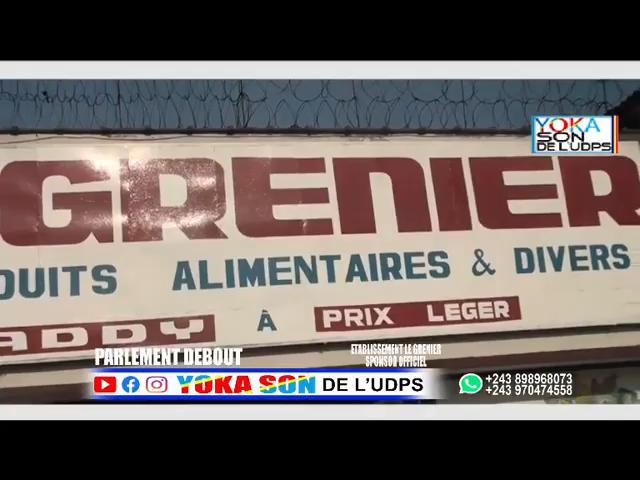 YOKA
SON
DE L'UDPS
GRENIER
DUITS ALIMENTAIRES & DIVERS
ADDY À PRIX LEGER
PARLEMENT DEBOUT
ETABLISSEMENT LE GRENIER
SPONSOR OFFICIEL
YOKA SON DE L'UDPS
+243 898968073
+243 970474558